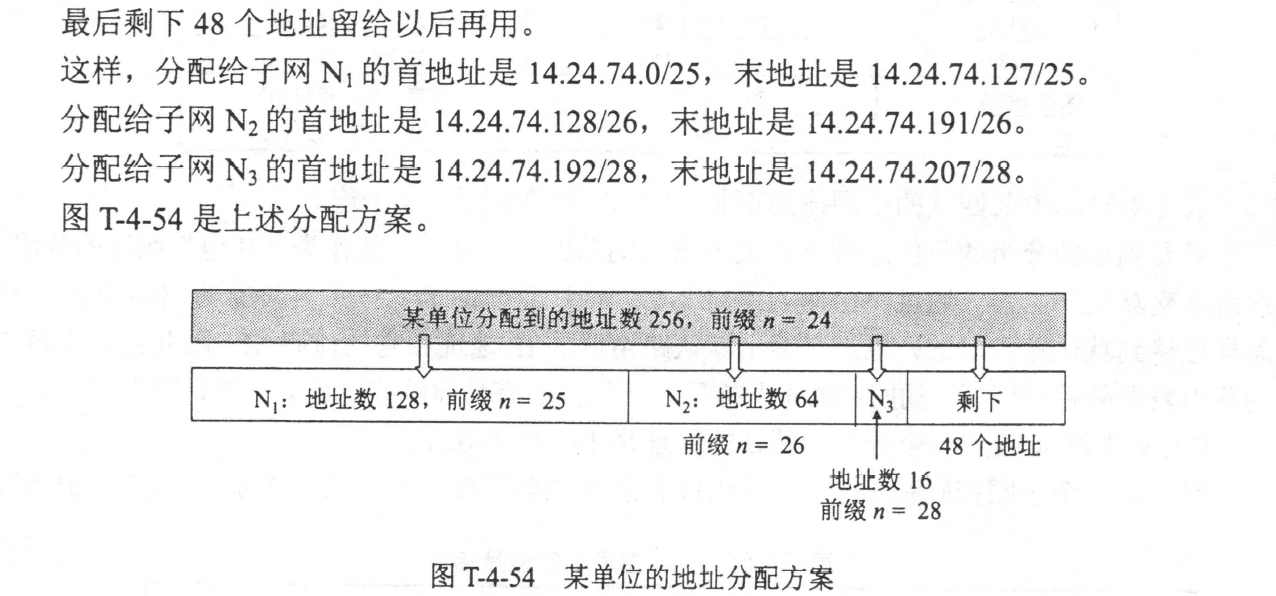 最后剩下 48 个地址留给以后再用。
这样，分配给子网 N₁ 的首地址是 14.24.74.0/25，末地址是 14.24.74.127/25。
分配给子网 N₂ 的首地址是 14.24.74.128/26，末地址是 14.24.74.191/26。
分配给子网 N₃ 的首地址是 14.24.74.192/28，末地址是 14.24.74.207/28。
图 T-4-54 是上述分配方案。
某单位分配到的地址数 256，前缀 n = 24
N₁：地址数 128，前缀 n = 25
N₂：地址数 64
N₃
剩下
前缀 n = 26
48 个地址
地址数 16
前缀 n = 28
图 T-4-54 某单位的地址分配方案